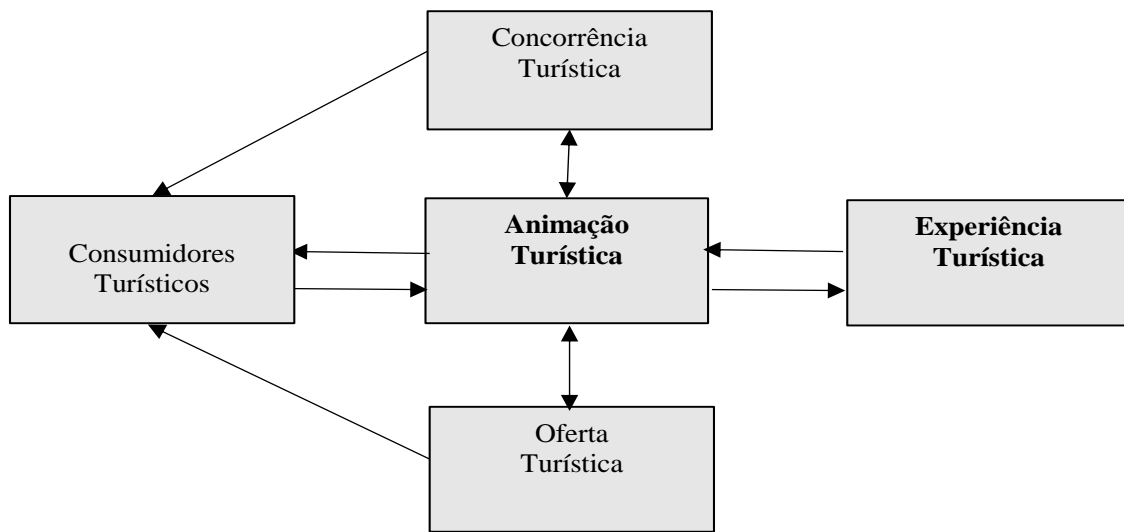 Concorrência
Turística
Consumidores
Turísticos
Animação
Turística
Experiência
Turística
Oferta
Turística